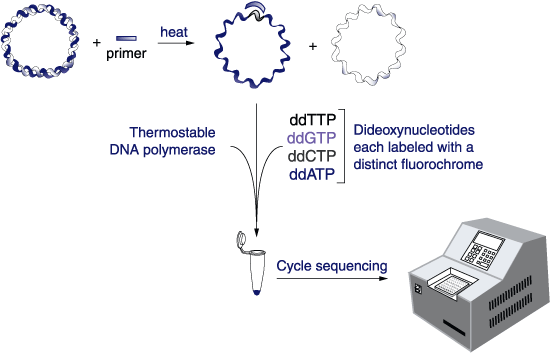 +
primer
heat
+
Thermostable
DNA polymerase
ddTTP
ddGTP
ddCTP
ddATP
Dideoxynucleotides
each labeled with a
distinct fluorochrome
Cycle sequencing